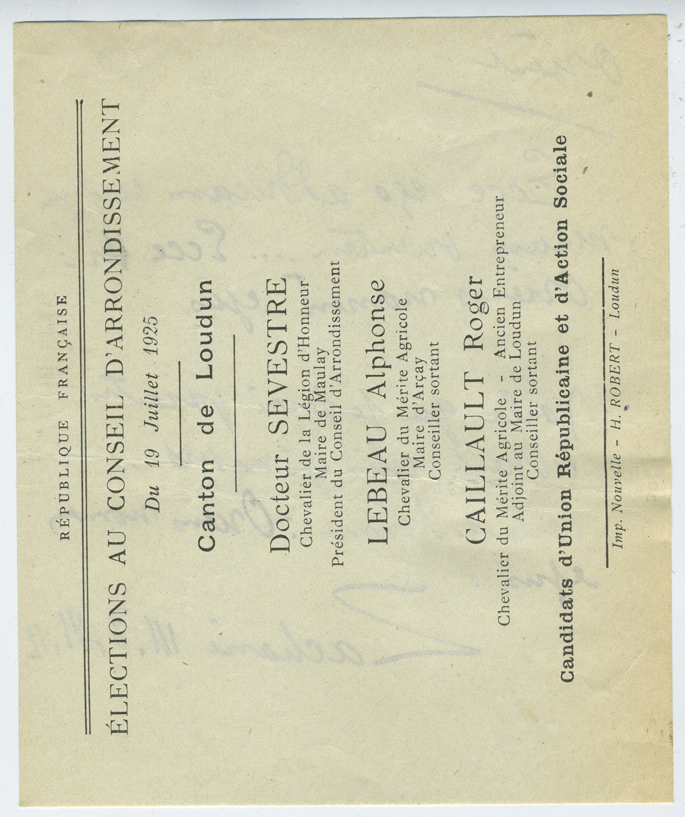 RÉPUBLIQUE FRANÇAISE
ÉLECTIONS AU CONSEIL D'ARRONDISSEMENT
Du 19 Juillet 1925
Canton de Loudun
Docteur SEVESTRE
Chevalier de la Légion d'Honneur
Maire de Maulay
Président du Conseil d'Arrondissement
LEBEAU Alphonse
Chevalier du Mérite Agricole
Maire d'Arçay
Conseiller sortant
CAILLAULT Roger
Chevalier du Mérite Agricole - Ancien Entrepreneur
Adjoint au Maire de Loudun
Conseiller sortant
Candidats d'Union Républicaine et d'Action Sociale
Imp. Nouvelle - H. ROBERT - Loudun